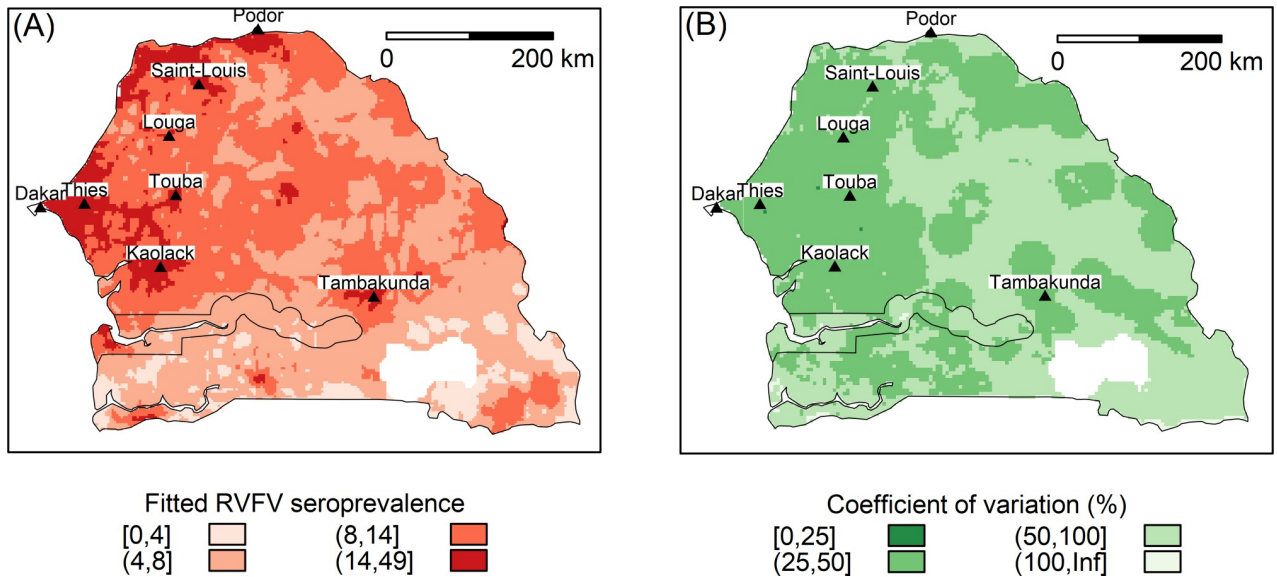 (A)
Podor
0 200 km
Saint-Louis
Louga
Touba
Dakar Thies
Kaolack
Tambakunda
Fitted RVFV seroprevalence
[0,4] (8,14]
(4,8] (14,49]
(B)
Podor
0 200 km
Saint-Louis
Louga
Touba
Dakar Thies
Kaolack
Tambakunda
Coefficient of variation (%)
[0,25] (50,100]
(25,50] (100,Inf]